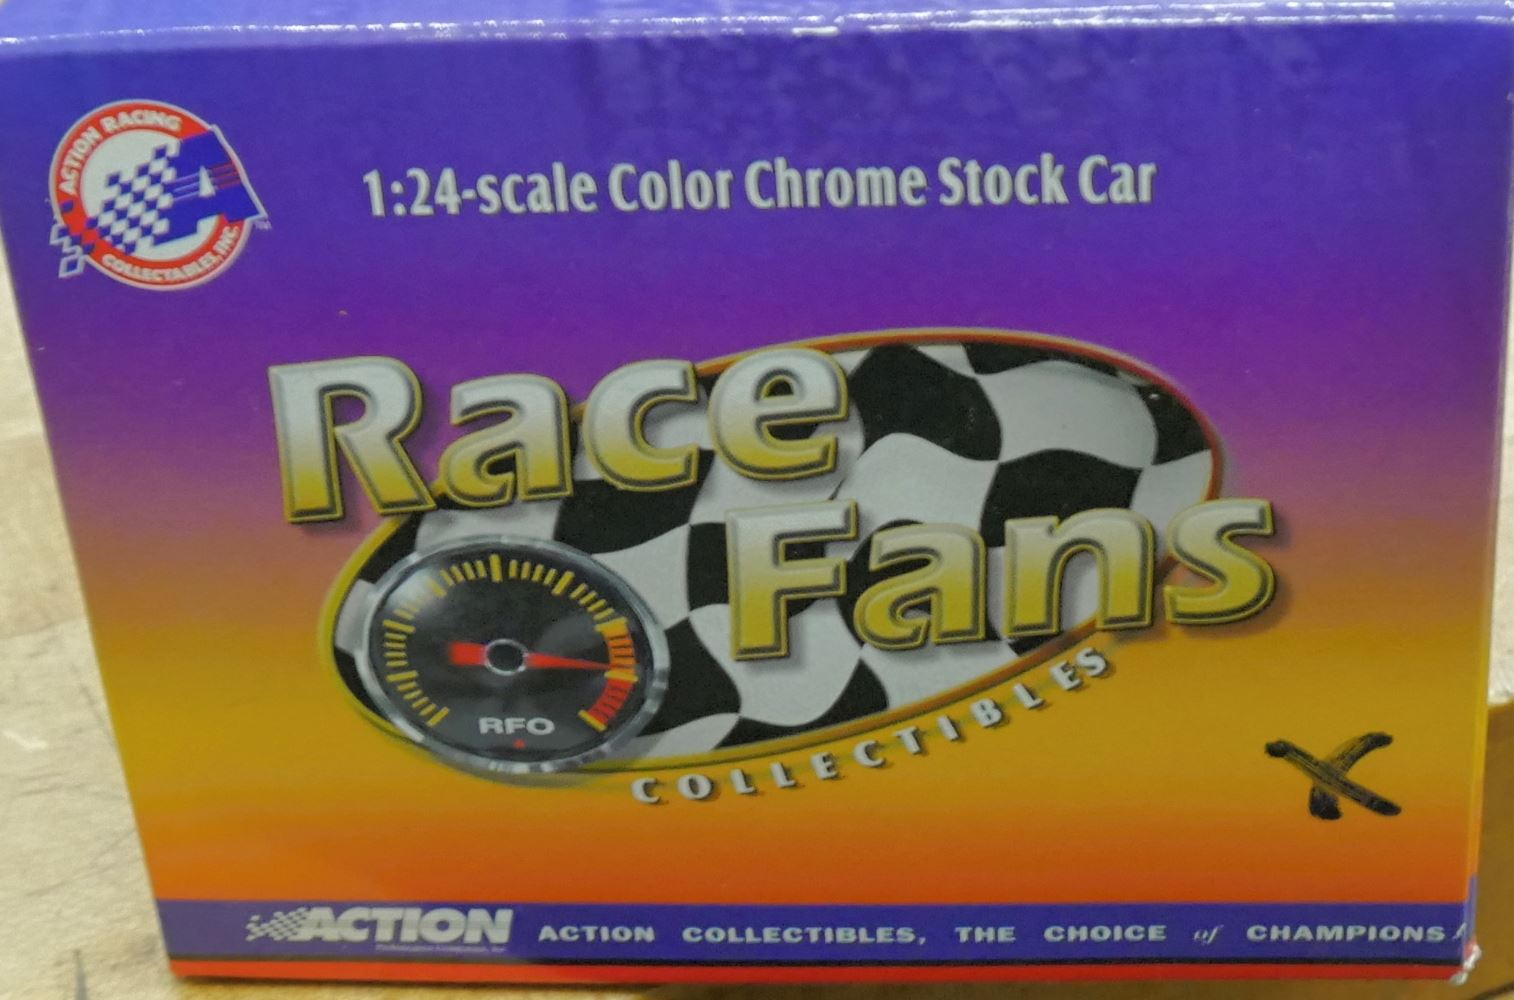 ACTION RACING
COLLECTABLES, INC.
TM
1:24-scale Color Chrome Stock Car
Race
Fans
COLLECTIBLES
RFO
X
ACTION
ACTION COLLECTIBLES, THE CHOICE of CHAMPIONS